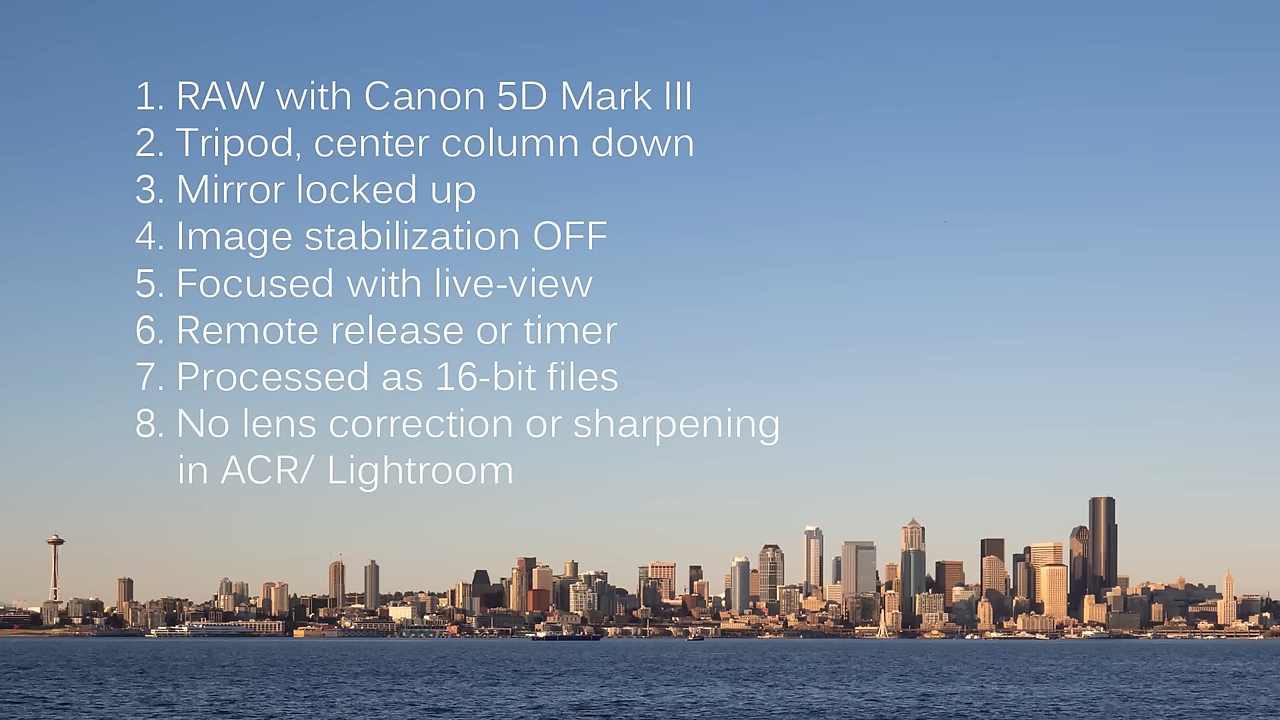 1. RAW with Canon 5D Mark III
2. Tripod, center column down
3. Mirror locked up
4. Image stabilization OFF
5. Focused with live-view
6. Remote release or timer
7. Processed as 16-bit files
8. No lens correction or sharpening
in ACR/ Lightroom